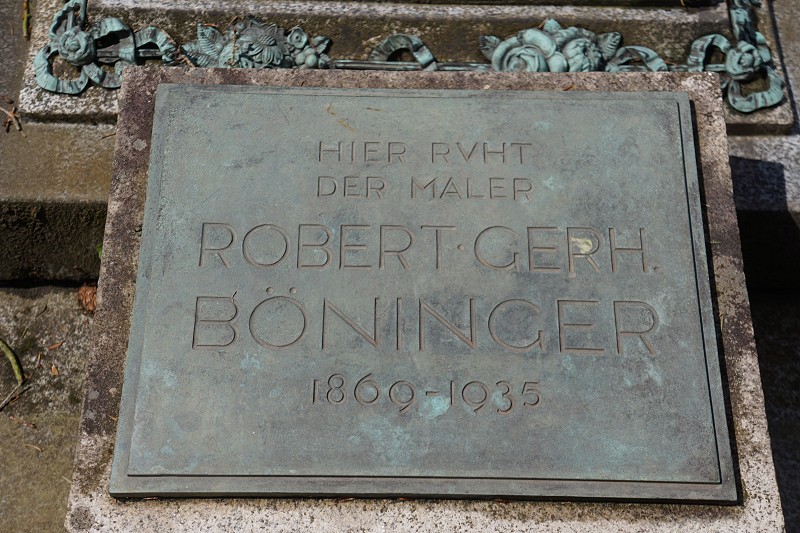 HIER RVHT
DER MALER
ROBERT·GERH.
BÖNINGER
1869-1935